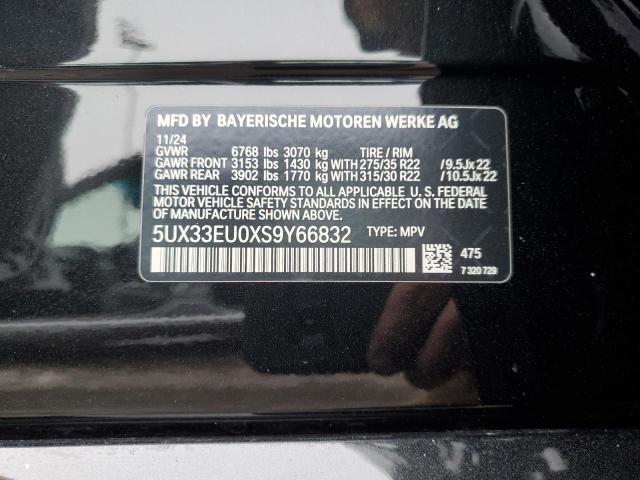 MFD BY BAYERISCHE MOTOREN WERKE AG
11/24
GVWR 6768 lbs 3070 kg TIRE / RIM
GAWR FRONT 3153 lbs 1430 kg WITH 275/35 R22 /9.5Jx22
GAWR REAR 3902 lbs 1770 kg WITH 315/30 R22 /10.5Jx22
THIS VEHICLE CONFORMS TO ALL APPLICABLE U. S. FEDERAL
MOTOR VEHICLE SAFETY STANDARDS IN EFFECT ON THE
DATE OF MANUFACTURE SHOWN ABOVE.
5UX33EU0XS9Y66832 TYPE: MPV
475
7 320 729